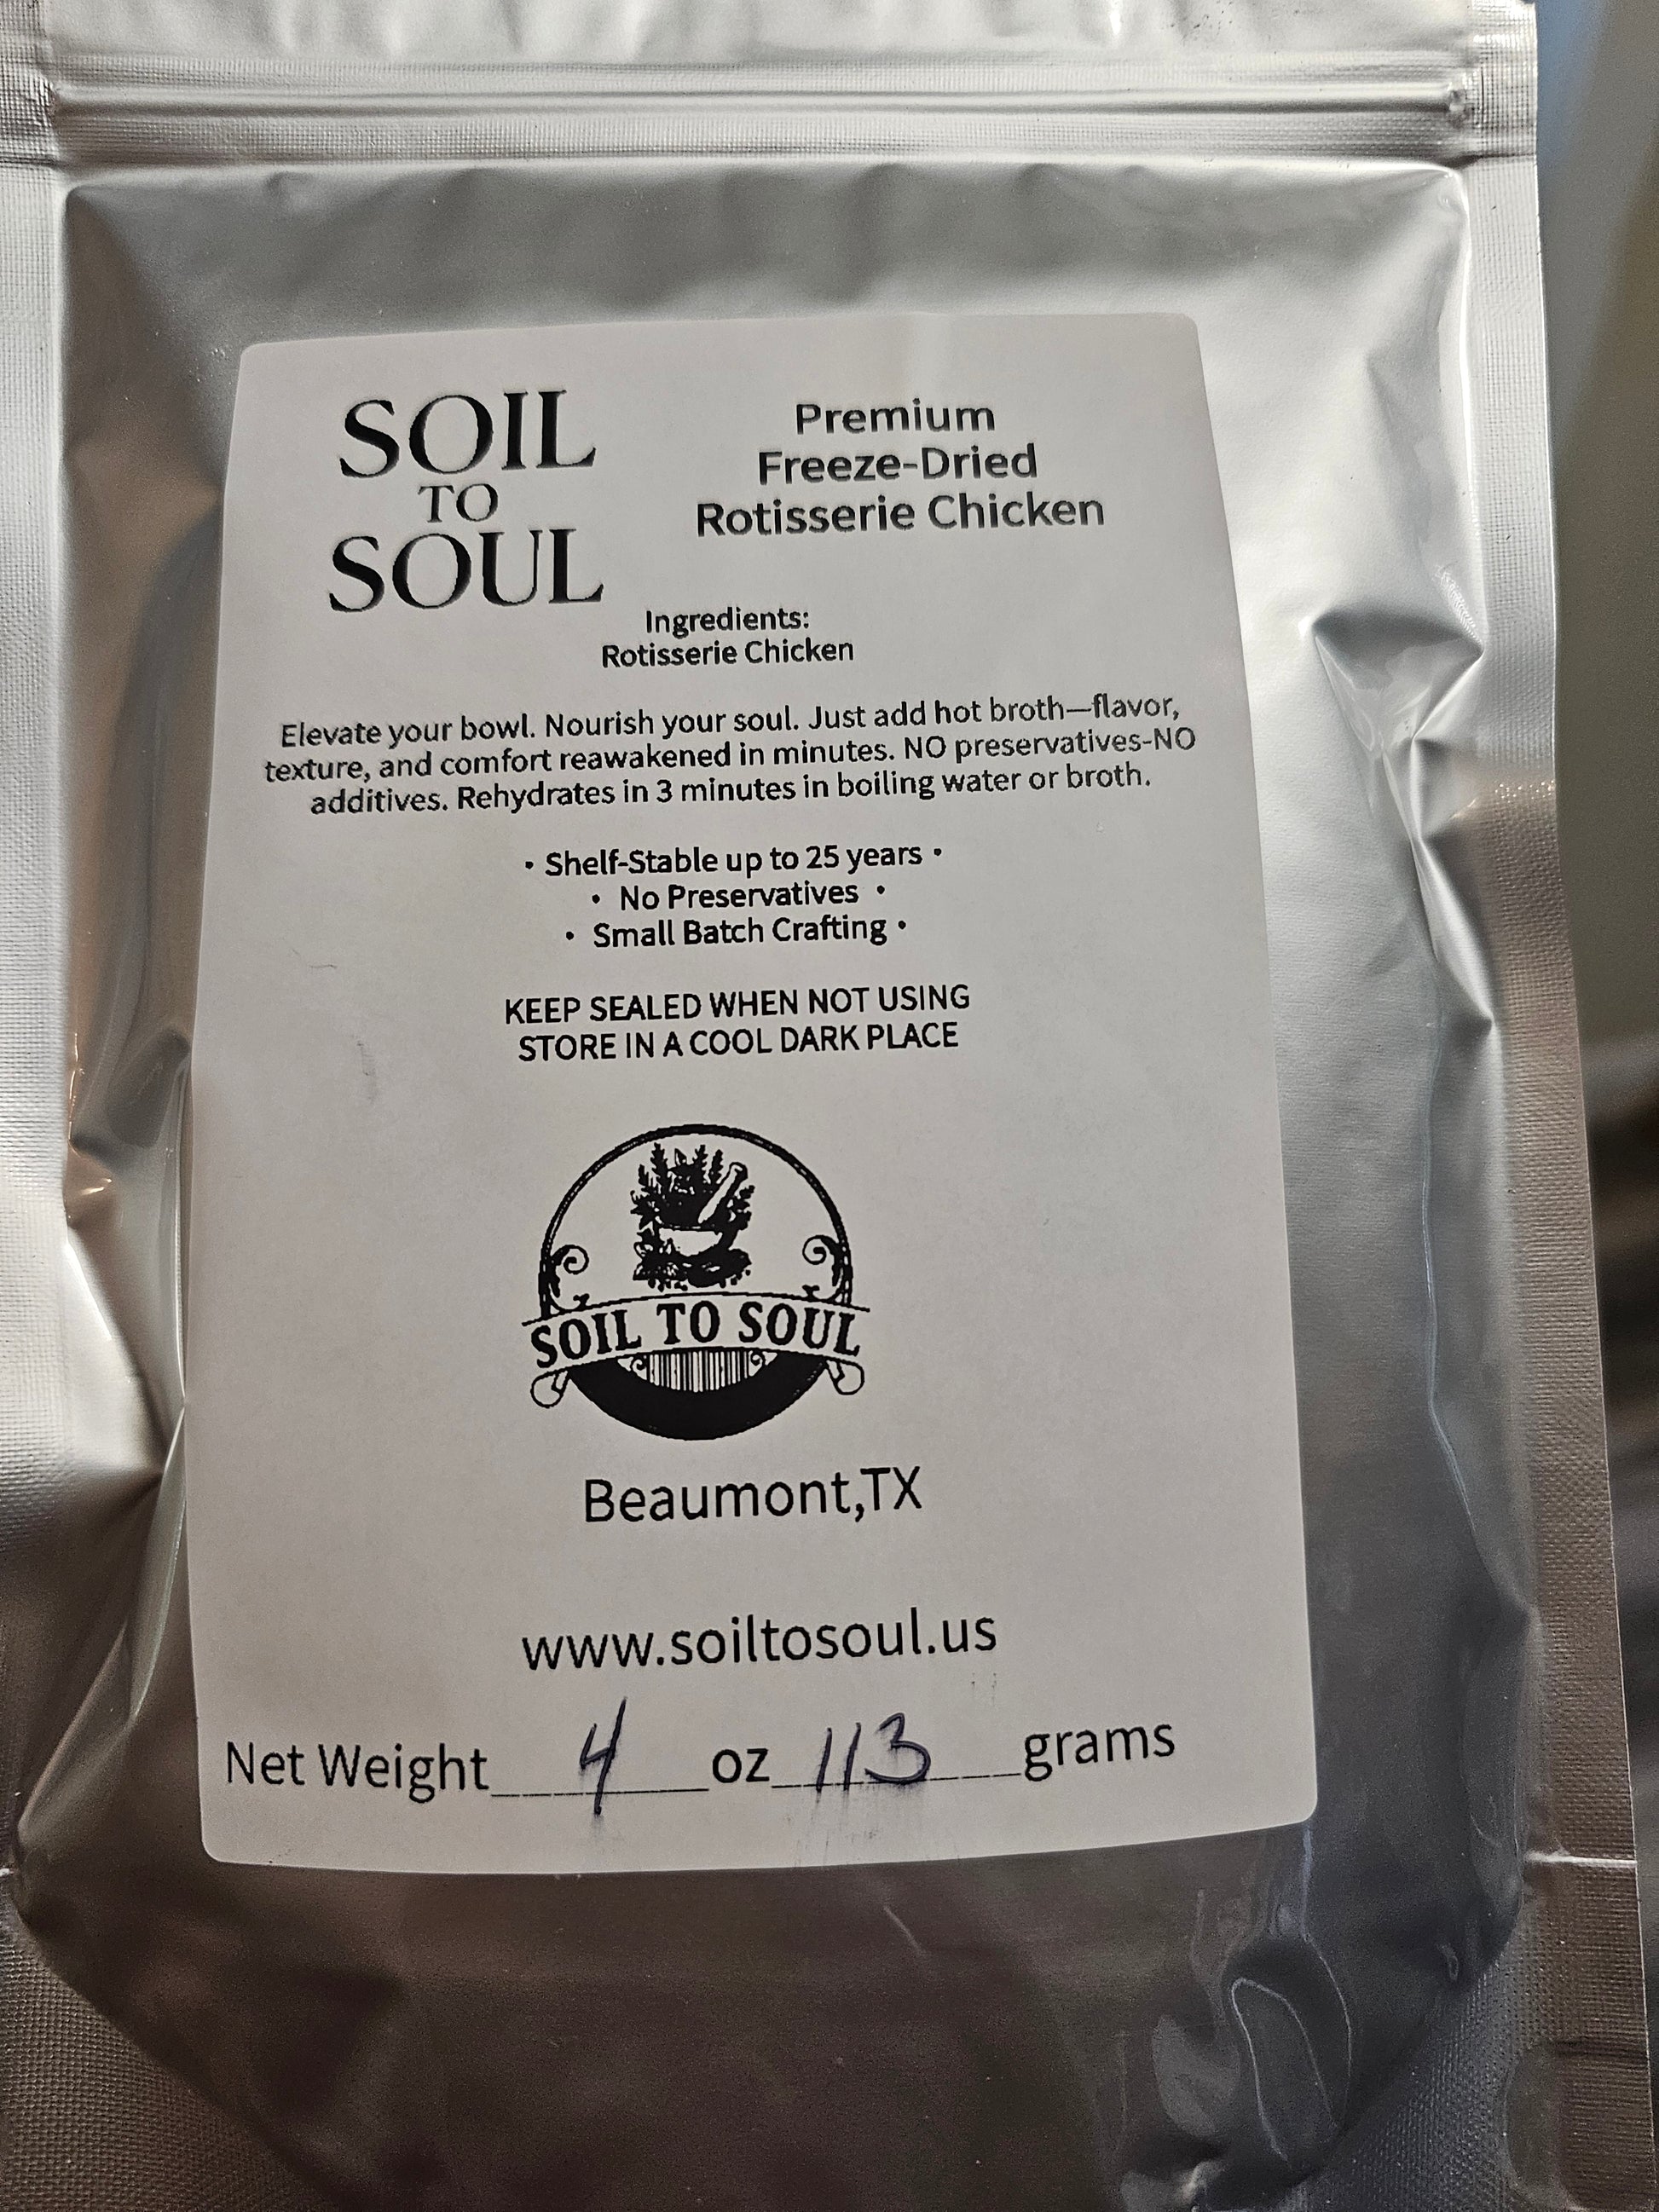 SOIL
TO
SOUL
Premium
Freeze-Dried
Rotisserie Chicken
Ingredients:
Rotisserie Chicken
Elevate your bowl. Nourish your soul. Just add hot broth—flavor,
texture, and comfort reawakened in minutes. NO preservatives-NO
additives. Rehydrates in 3 minutes in boiling water or broth.
• Shelf-Stable up to 25 years •
• No Preservatives •
• Small Batch Crafting •
KEEP SEALED WHEN NOT USING
STORE IN A COOL DARK PLACE
SOIL TO SOUL
Beaumont,TX
www.soiltosoul.us
Net Weight 4 oz 113 grams